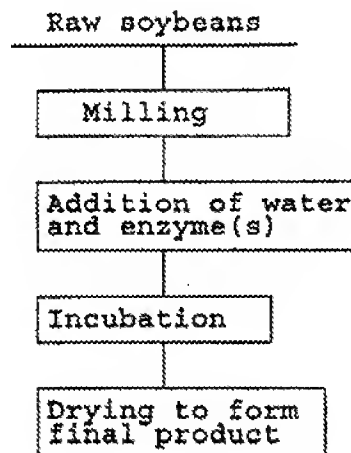 Raw soybeans
Milling
Addition of water
and enzyme(s)
Incubation
Drying to form
final product